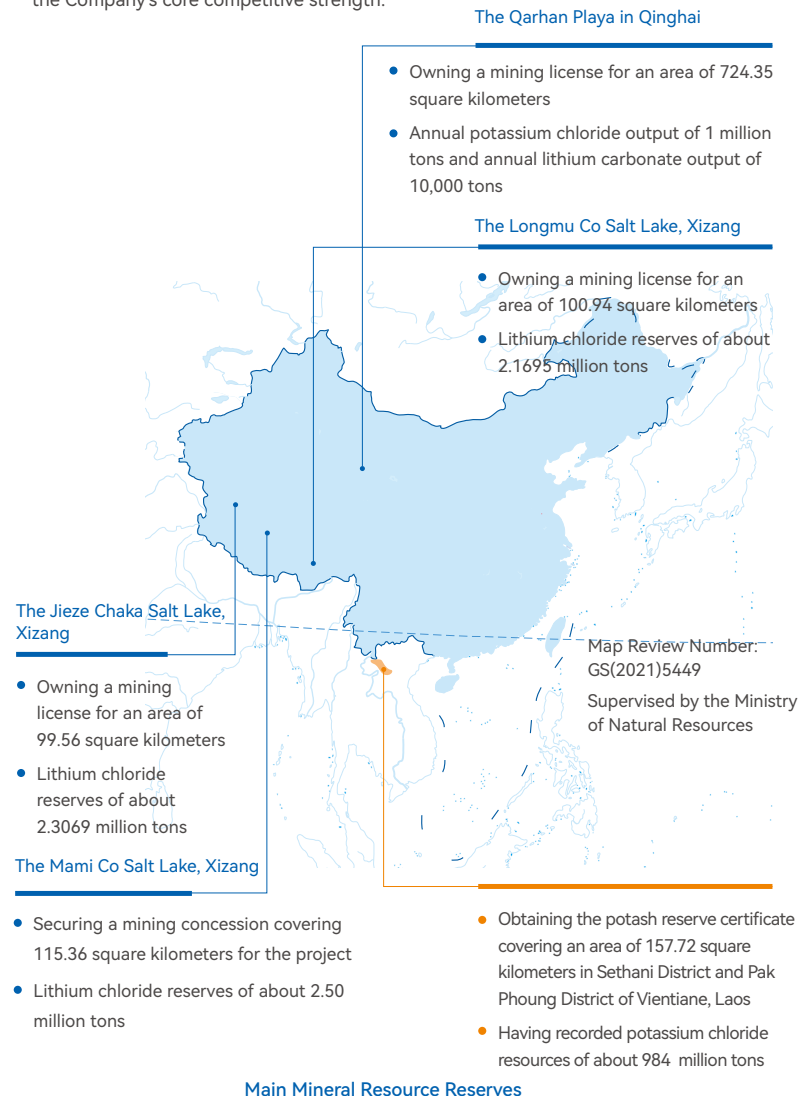 the Company's core competitive strength.
The Qarhan Playa in Qinghai
Owning a mining license for an area of 724.35
square kilometers
Annual potassium chloride output of 1 million
tons and annual lithium carbonate output of
10,000 tons
The Longmu Co Salt Lake, Xizang
Owning a mining license for an
area of 100.94 square kilometers
Lithium chloride reserves of about
2.1695 million tons
The Jieze Chaka Salt Lake,
Xizang
Owning a mining
license for an area of
99.56 square kilometers
Lithium chloride
reserves of about
2.3069 million tons
Map Review Number:
GS(2021)5449
Supervised by the Ministry
of Natural Resources
The Mami Co Salt Lake, Xizang
Securing a mining concession covering
115.36 square kilometers for the project
Lithium chloride reserves of about 2.50
million tons
Obtaining the potash reserve certificate
covering an area of 157.72 square
kilometers in Sethani District and Pak
Phoung District of Vientiane, Laos
Having recorded potassium chloride
resources of about 984 million tons
Main Mineral Resource Reserves